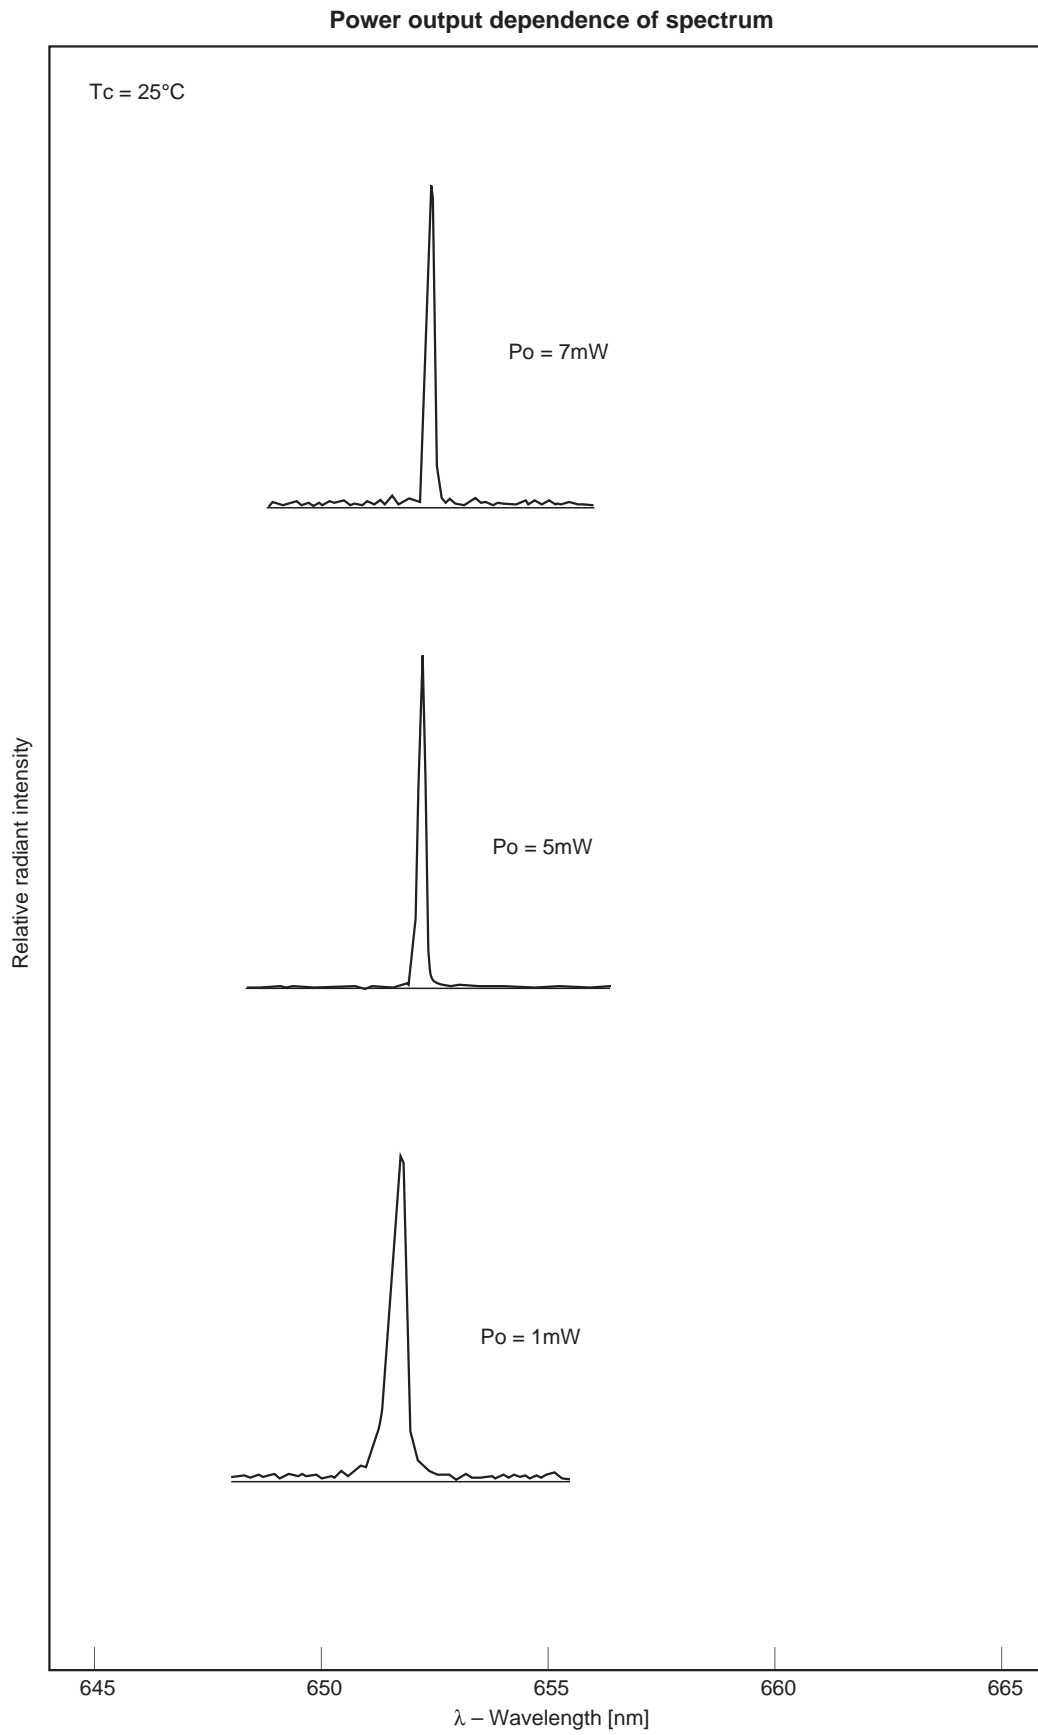 Power output dependence of spectrum
Tc = 25°C
Po = 7mW
Po = 5mW
Po = 1mW
Relative radiant intensity
645 650 655 660 665
λ – Wavelength [nm]